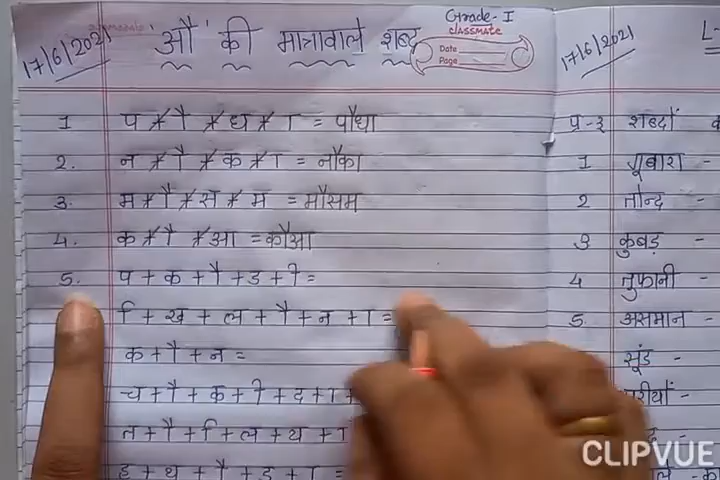 17/6/2021
'औ' की मात्रावाले शब्द
Grade-I
CLASSMATE
Date
Page
1 प + ौ + ध + ा = पौधा
2. न + ौ + क + ा = नौका
3. म + ौ + स + म = मौसम
4. क + ौ + आ = कौआ
5. प + क + ौ + ड + ी =
ि + ख + ल + ौ + न + ा =
क + ौ + न =
च + ौ + क + ी + द + ा +
त + ौ + ि + ल + य + ा
ह + थ + ौ + ड + ा =
17/6/2021
L-
प्र-२ शब्दों
1 गूबारा -
2 तोन्द -
3 कुबड़ -
4 तुफानी -
5 असमान -
सूंड -
CLIPVUE